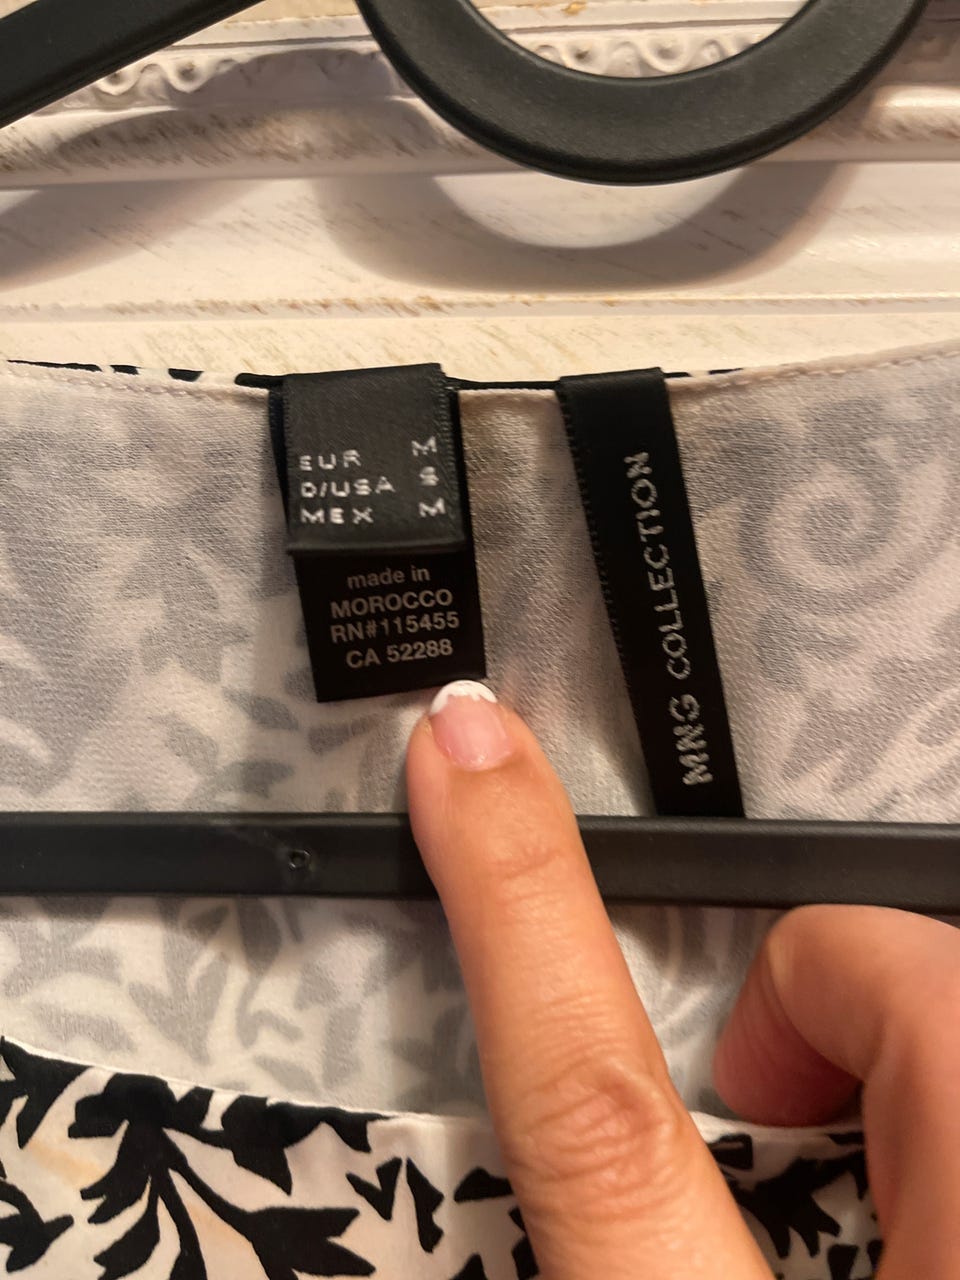 EUR M
D/USA S
MEX M
made in
MOROCCO
RN#115455
CA 52288
MNG COLLECTION